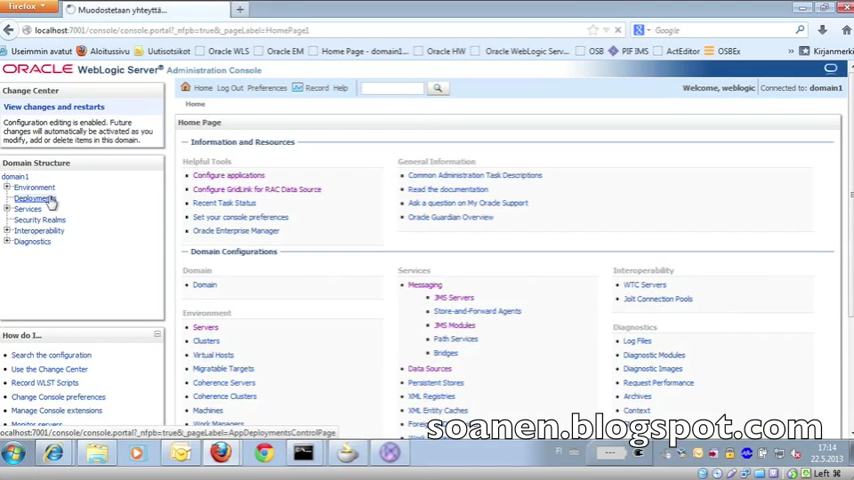 Firefox
Muodostetaan yhteyttä...
localhost:7001/console/console.portal?_nfpb=true&_pageLabel=HomePage1
Google
Useimmin avatut
Aloitussivu
Uutisotsikot
Oracle WLS
Oracle EM
Home Page - domain1...
Oracle HW
Oracle WebLogic Serv...
OSB
PIF IMS
ActEditor
OSBEx
Kirjanmerki
ORACLE WebLogic Server® Administration Console
Change Center
View changes and restarts
Configuration editing is enabled. Future
changes will automatically be activated as you
modify, add or delete items in this domain.
Domain Structure
domain1
Environment
Deployments
Services
Security Realms
Interoperability
Diagnostics
How do I...
Search the configuration
Use the Change Center
Record WLST Scripts
Change Console preferences
Manage Console extensions
Monitor servers
Home
Log Out
Preferences
Record
Help
Welcome, weblogic
Connected to: domain1
Home
Home Page
Information and Resources
Helpful Tools
Configure applications
Configure GridLink for RAC Data Source
Recent Task Status
Set your console preferences
Oracle Enterprise Manager
General Information
Common Administration Task Descriptions
Read the documentation
Ask a question on My Oracle Support
Oracle Guardian Overview
Domain Configurations
Domain
Domain
Environment
Servers
Clusters
Virtual Hosts
Migratable Targets
Coherence Servers
Coherence Clusters
Machines
Work Managers
Services
Messaging
JMS Servers
Store-and-Forward Agents
JMS Modules
Path Services
Bridges
Data Sources
Persistent Stores
XML Registries
XML Entity Caches
Interoperability
WTC Servers
Jolt Connection Pools
Diagnostics
Log Files
Diagnostic Modules
Diagnostic Images
Request Performance
Archives
Context
localhost:7001/console/console.portal?_nfpb=true&_pageLabel=AppDeploymentsControlPage
soanen.blogspot.com
FI
17:14
22.5.2013
Left